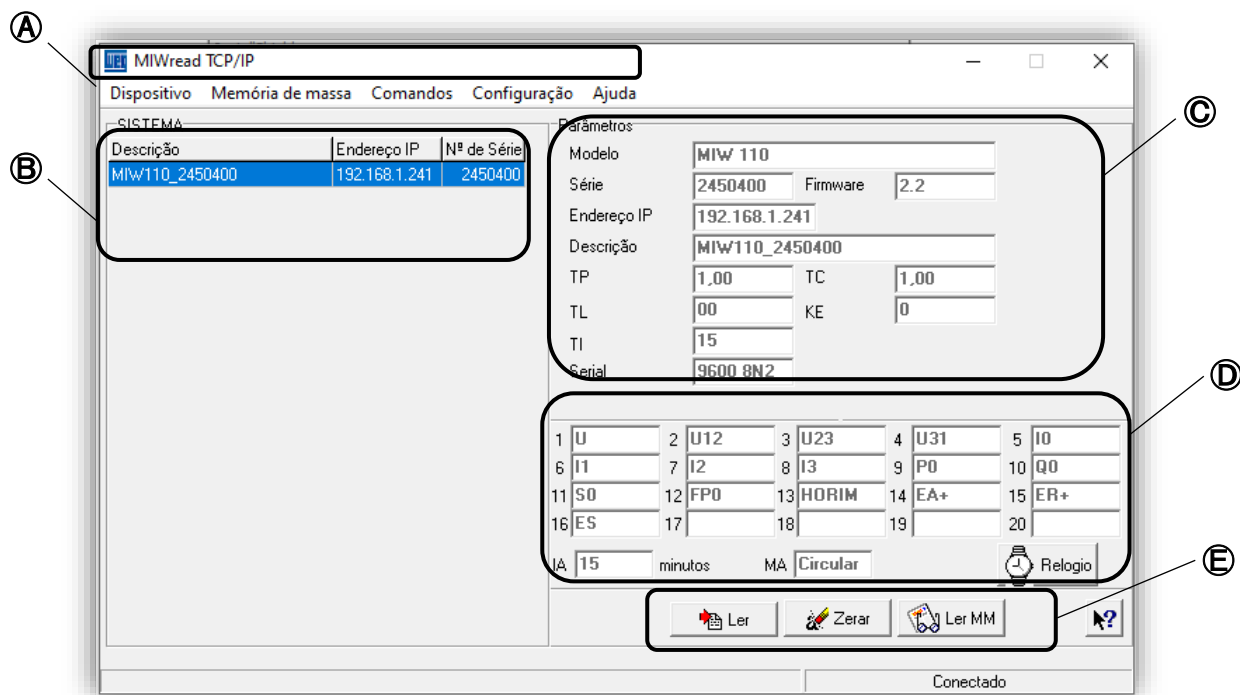 Ⓐ
WEG MIWread TCP/IP
Dispositivo Memória de massa Comandos Configuração Ajuda
SISTEMA
Descrição Endereço IP Nª de Série
MIW110_2450400 192.168.1.241 2450400
Ⓑ
Parâmetros
Ⓒ
Modelo MIW 110
Série 2450400 Firmware 2.2
Endereço IP 192.168.1.241
Descrição MIW110_2450400
TP 1,00 TC 1,00
TL 00 KE 0
TI 15
Serial 9600 8N2
Ⓓ
1 U 2 U12 3 U23 4 U31 5 I0
6 I1 7 I2 8 I3 9 P0 10 Q0
11 S0 12 FP0 13 HORIM 14 EA+ 15 ER+
16 ES 17 18 19 20
IA 15 minutos MA Circular Relogio
Ⓔ
Ler Zerar Ler MM ?
Conectado